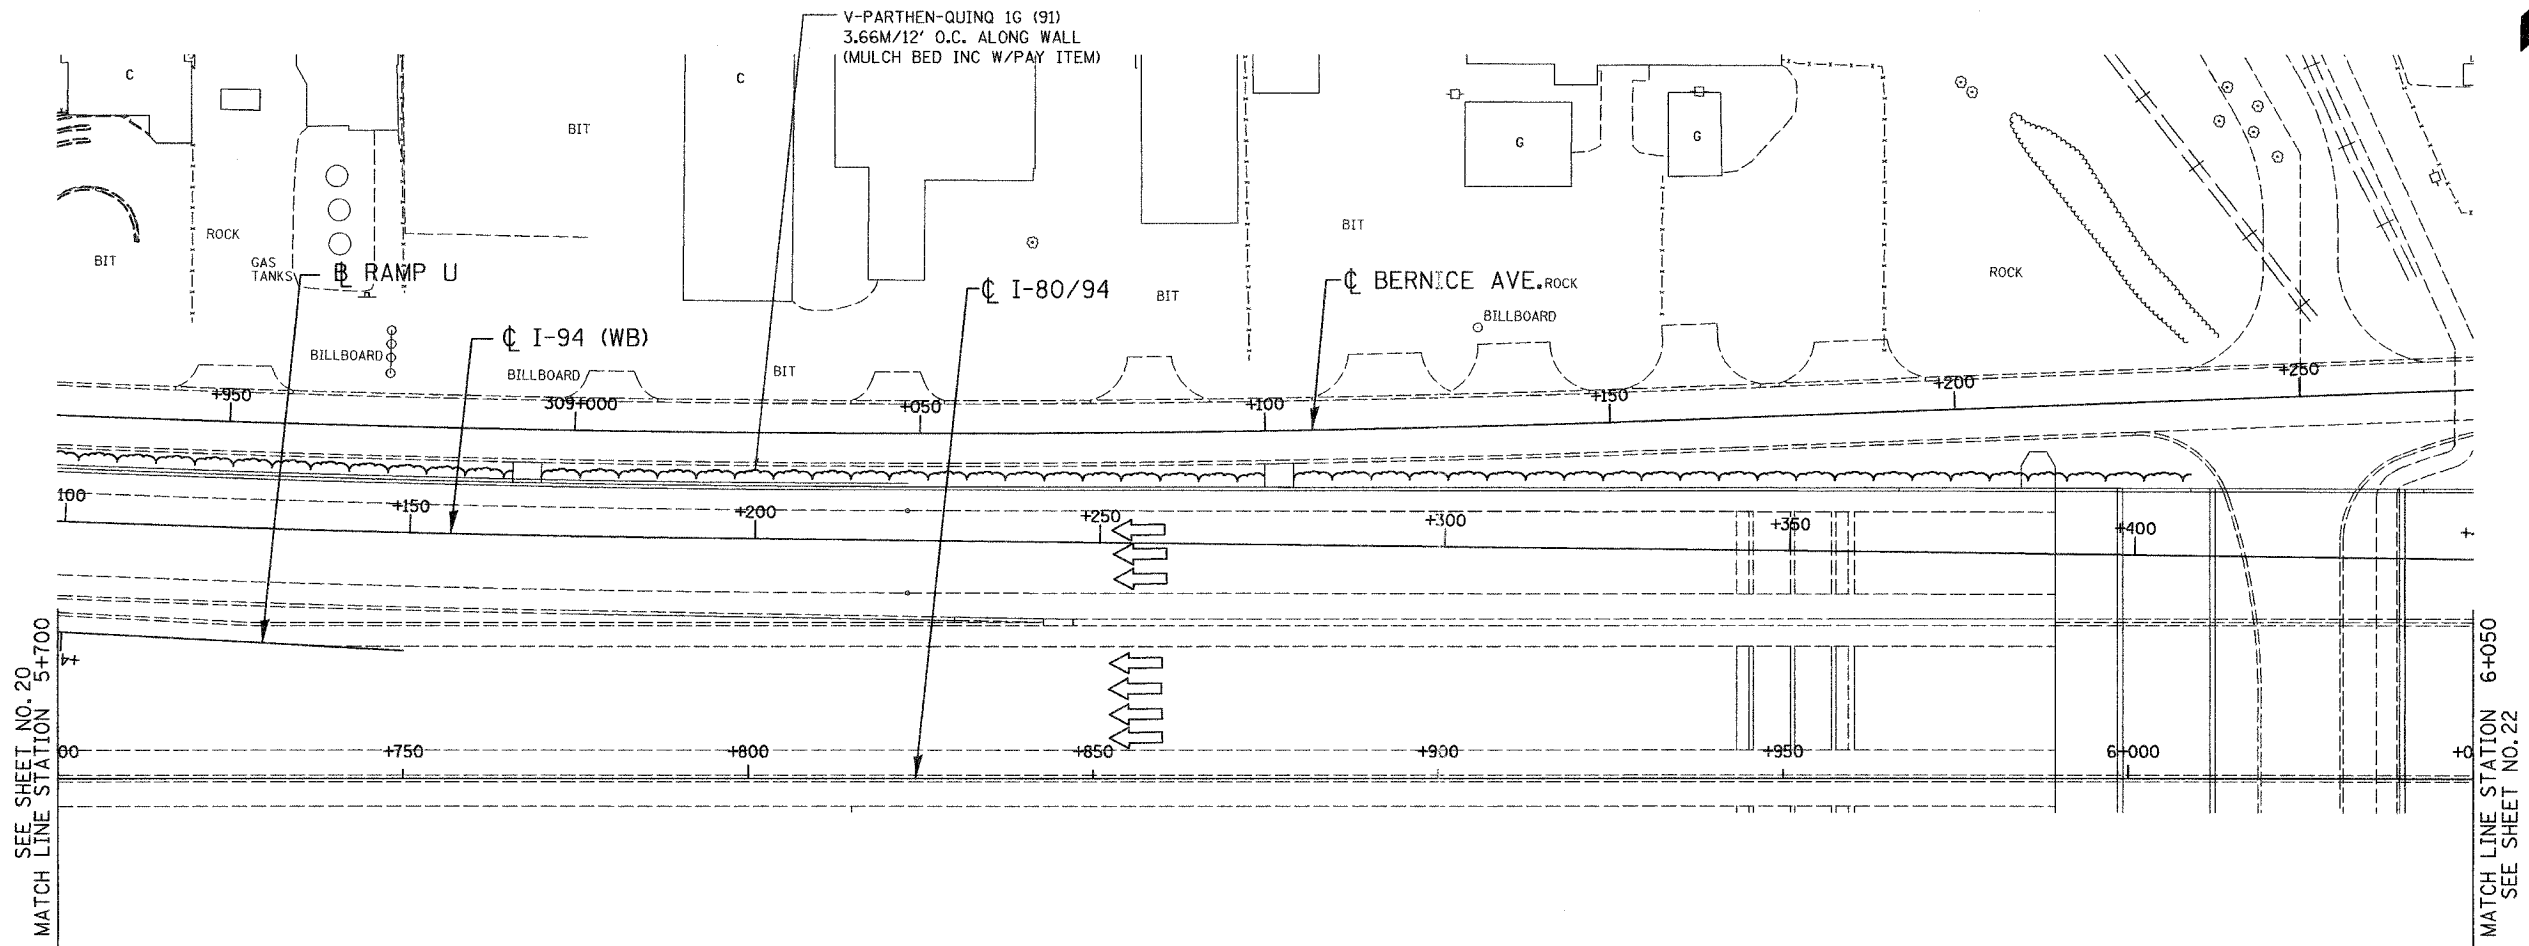 V-PARTHEN-QUINQ 1G (91)
3.66M/12' O.C. ALONG WALL
(MULCH BED INC W/PAY ITEM)
C
C
BIT
G
G
ROCK
BIT
GAS
TANKS
BIT
ROCK
℄ RAMP U
℄ I-80/94
BIT
℄ BERNICE AVE.
ROCK
BILLBOARD
℄ I-94 (WB)
BILLBOARD
BILLBOARD
BIT
+950
309+000
+050
+100
+150
+200
+250
100
+150
+200
+250
+300
+350
+400
+
+4
00
+750
+800
+850
+900
+950
6+000
+0
SEE SHEET NO. 20
MATCH LINE STATION 5+700
MATCH LINE STATION 6+050
SEE SHEET NO. 22